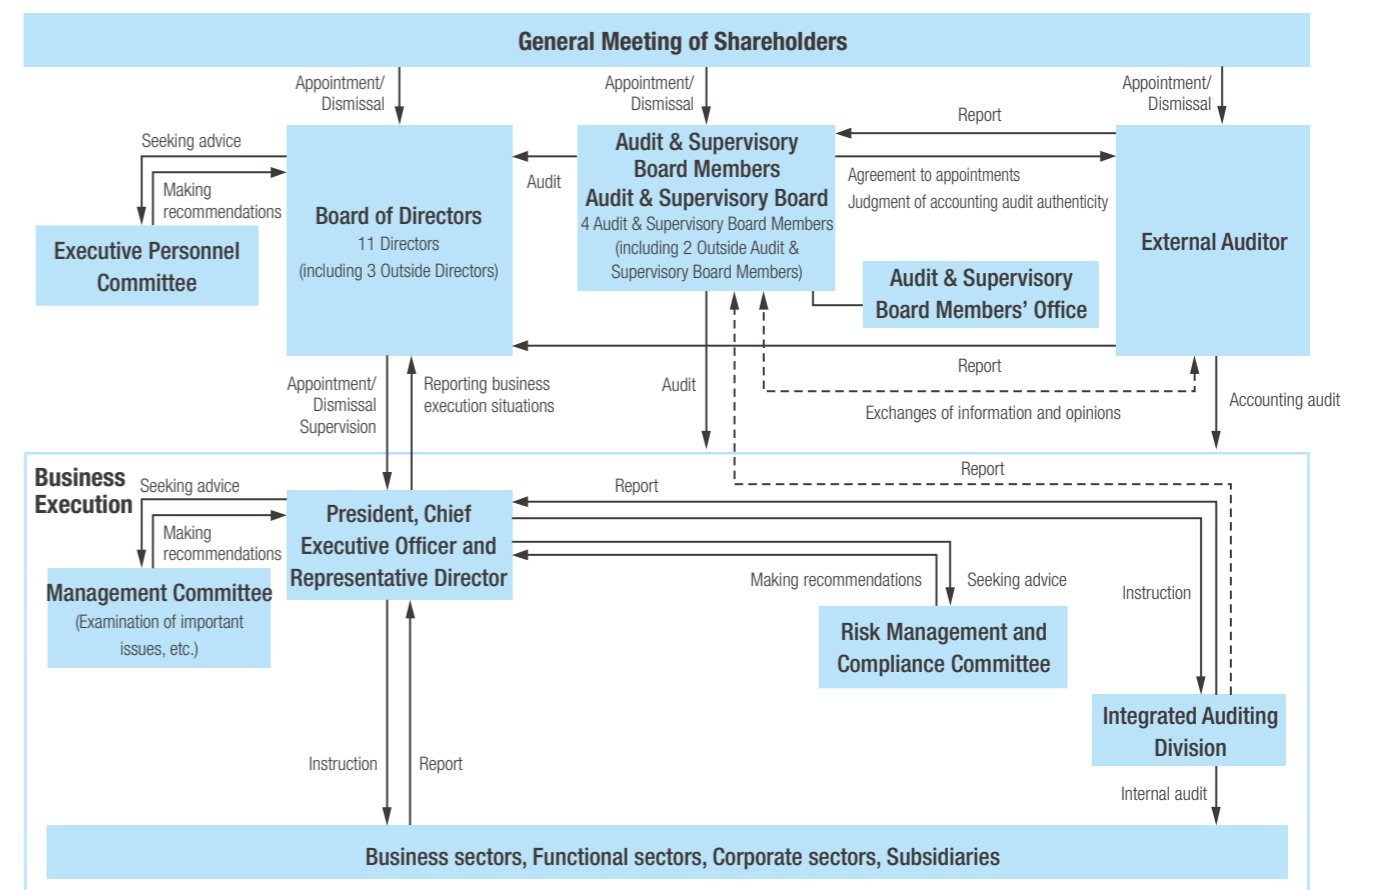 General Meeting of Shareholders
Appointment/
Dismissal
Appointment/
Dismissal
Appointment/
Dismissal
Seeking advice
Making
recommendations
Executive Personnel
Committee
Board of Directors
11 Directors
(including 3 Outside Directors)
Audit
Audit & Supervisory
Board Members
Audit & Supervisory Board
4 Audit & Supervisory Board Members
(including 2 Outside Audit &
Supervisory Board Members)
Report
Agreement to appointments
Judgment of accounting audit authenticity
External Auditor
Audit & Supervisory
Board Members’ Office
Report
Appointment/
Dismissal
Supervision
Reporting business
execution situations
Audit
Exchanges of information and opinions
Accounting audit
Business
Execution
Seeking advice
Making
recommendations
Management Committee
(Examination of important
issues, etc.)
President, Chief
Executive Officer and
Representative Director
Report
Report
Making recommendations
Seeking advice
Instruction
Risk Management and
Compliance Committee
Integrated Auditing
Division
Instruction
Report
Internal audit
Business sectors, Functional sectors, Corporate sectors, Subsidiaries